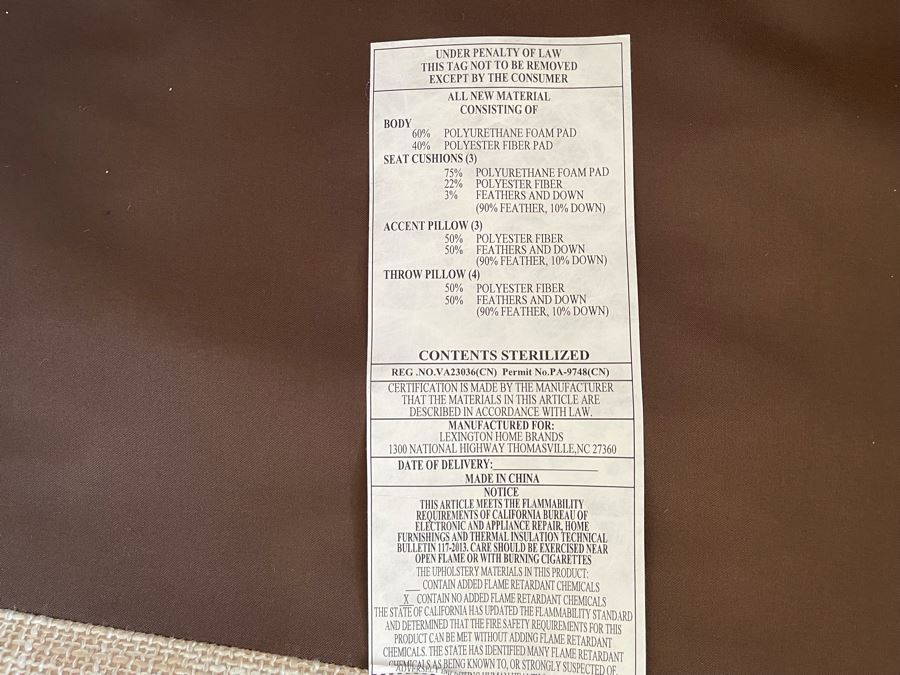 UNDER PENALTY OF LAW
THIS TAG NOT TO BE REMOVED
EXCEPT BY THE CONSUMER
ALL NEW MATERIAL
CONSISTING OF
BODY
60% POLYURETHANE FOAM PAD
40% POLYESTER FIBER PAD
SEAT CUSHIONS (3)
75% POLYURETHANE FOAM PAD
22% POLYESTER FIBER
3% FEATHERS AND DOWN
(90% FEATHER, 10% DOWN)
ACCENT PILLOW (3)
50% POLYESTER FIBER
50% FEATHERS AND DOWN
(90% FEATHER, 10% DOWN)
THROW PILLOW (4)
50% POLYESTER FIBER
50% FEATHERS AND DOWN
(90% FEATHER, 10% DOWN)
CONTENTS STERILIZED
REG .NO.VA23036(CN) Permit No.PA-9748(CN)
CERTIFICATION IS MADE BY THE MANUFACTURER
THAT THE MATERIALS IN THIS ARTICLE ARE
DESCRIBED IN ACCORDANCE WITH LAW.
MANUFACTURED FOR:
LEXINGTON HOME BRANDS
1300 NATIONAL HIGHWAY THOMASVILLE,NC 27360
DATE OF DELIVERY:
MADE IN CHINA
NOTICE
THIS ARTICLE MEETS THE FLAMMABILITY
REQUIREMENTS OF CALIFORNIA BUREAU OF
ELECTRONIC AND APPLIANCE REPAIR, HOME
FURNISHINGS AND THERMAL INSULATION TECHNICAL
BULLETIN 117-2013. CARE SHOULD BE EXERCISED NEAR
OPEN FLAME OR WITH BURNING CIGARETTES
THE UPHOLSTERY MATERIALS IN THIS PRODUCT:
CONTAIN ADDED FLAME RETARDANT CHEMICALS
X CONTAIN NO ADDED FLAME RETARDANT CHEMICALS
THE STATE OF CALIFORNIA HAS UPDATED THE FLAMMABILITY STANDARD
AND DETERMINED THAT THE FIRE SAFETY REQUIREMENTS FOR THIS
PRODUCT CAN BE MET WITHOUT ADDING FLAME RETARDANT
CHEMICALS. THE STATE HAS IDENTIFIED MANY FLAME RETARDANT
CHEMICALS AS BEING KNOWN TO, OR STRONGLY SUSPECTED OF,